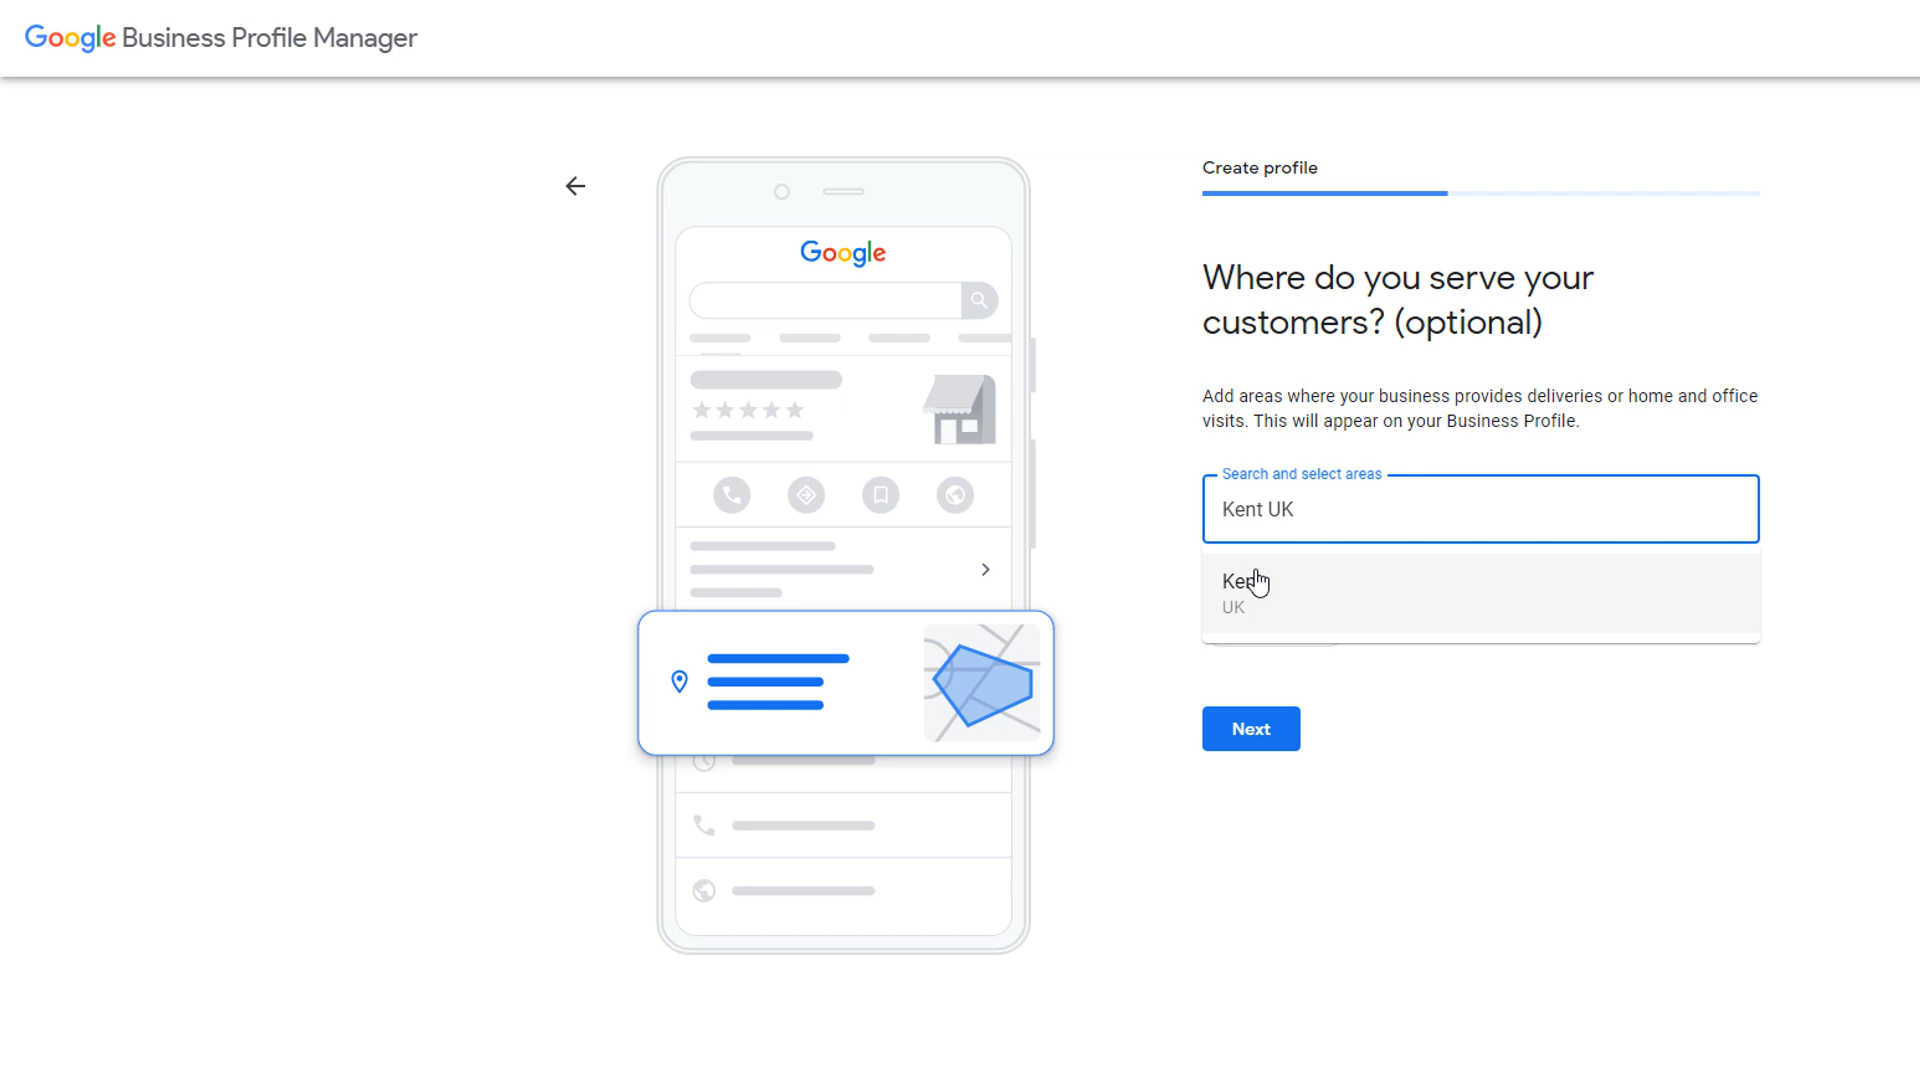 Google Business Profile Manager
Create profile
Google
Where do you serve your
customers? (optional)
Add areas where your business provides deliveries or home and office
visits. This will appear on your Business Profile.
Search and select areas
Kent UK
UK
Next